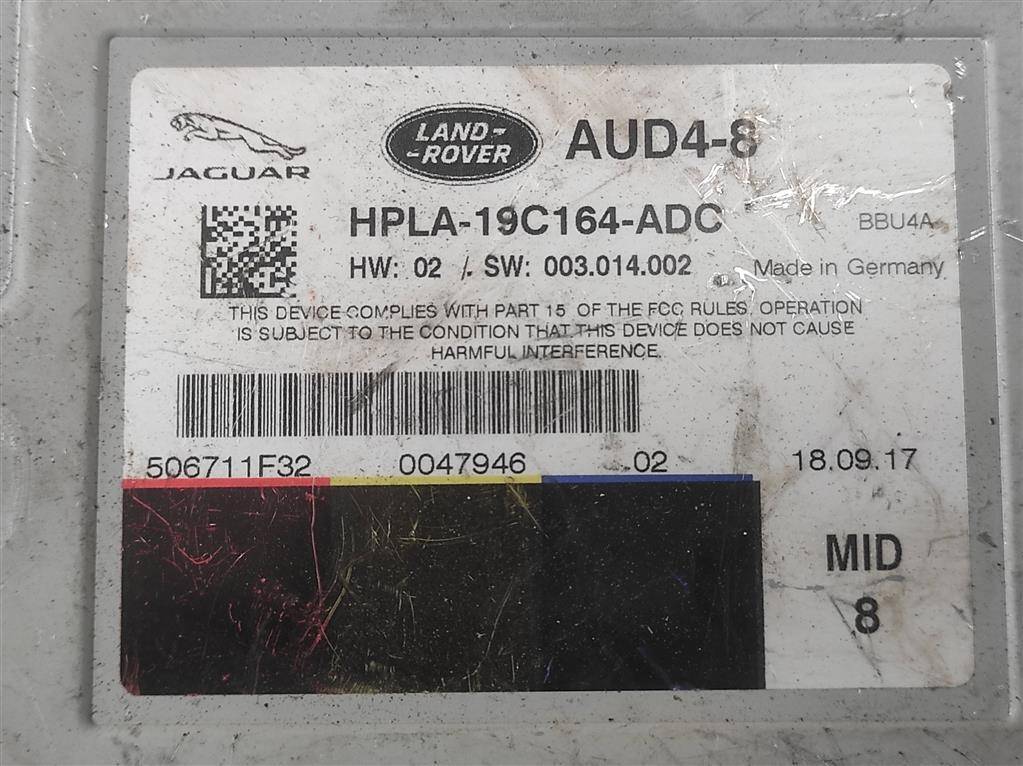 JAGUAR
LAND-
-ROVER
AUD4-8
HPLA-19C164-ADC
BBU4A
HW: 02 / SW: 003.014.002
Made in Germany
THIS DEVICE COMPLIES WITH PART 15 OF THE FCC RULES. OPERATION
IS SUBJECT TO THE CONDITION THAT THIS DEVICE DOES NOT CAUSE
HARMFUL INTERFERENCE.
506711F32 0047946 02 18.09.17
MID
8